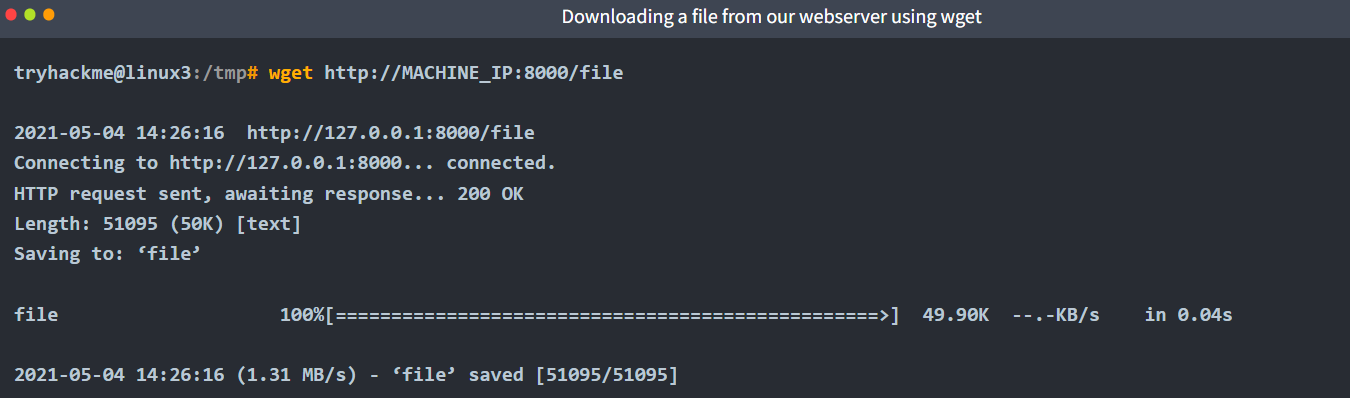 Downloading a file from our webserver using wget
tryhackme@linux3:/tmp# wget http://MACHINE_IP:8000/file
2021-05-04 14:26:16  http://127.0.0.1:8000/file
Connecting to http://127.0.0.1:8000... connected.
HTTP request sent, awaiting response... 200 OK
Length: 51095 (50K) [text]
Saving to: ‘file’
file                    100%[=================================================>]  49.90K  --.-KB/s    in 0.04s
2021-05-04 14:26:16 (1.31 MB/s) - ‘file’ saved [51095/51095]